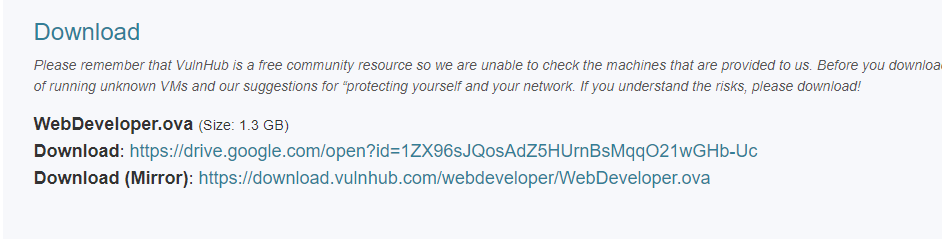 Download
Please remember that VulnHub is a free community resource so we are unable to check the machines that are provided to us. Before you downloa
of running unknown VMs and our suggestions for “protecting yourself and your network. If you understand the risks, please download!
WebDeveloper.ova (Size: 1.3 GB)
Download: https://drive.google.com/open?id=1ZX96sJQosAdZ5HUrnBsMqqO21wGHb-Uc
Download (Mirror): https://download.vulnhub.com/webdeveloper/WebDeveloper.ova